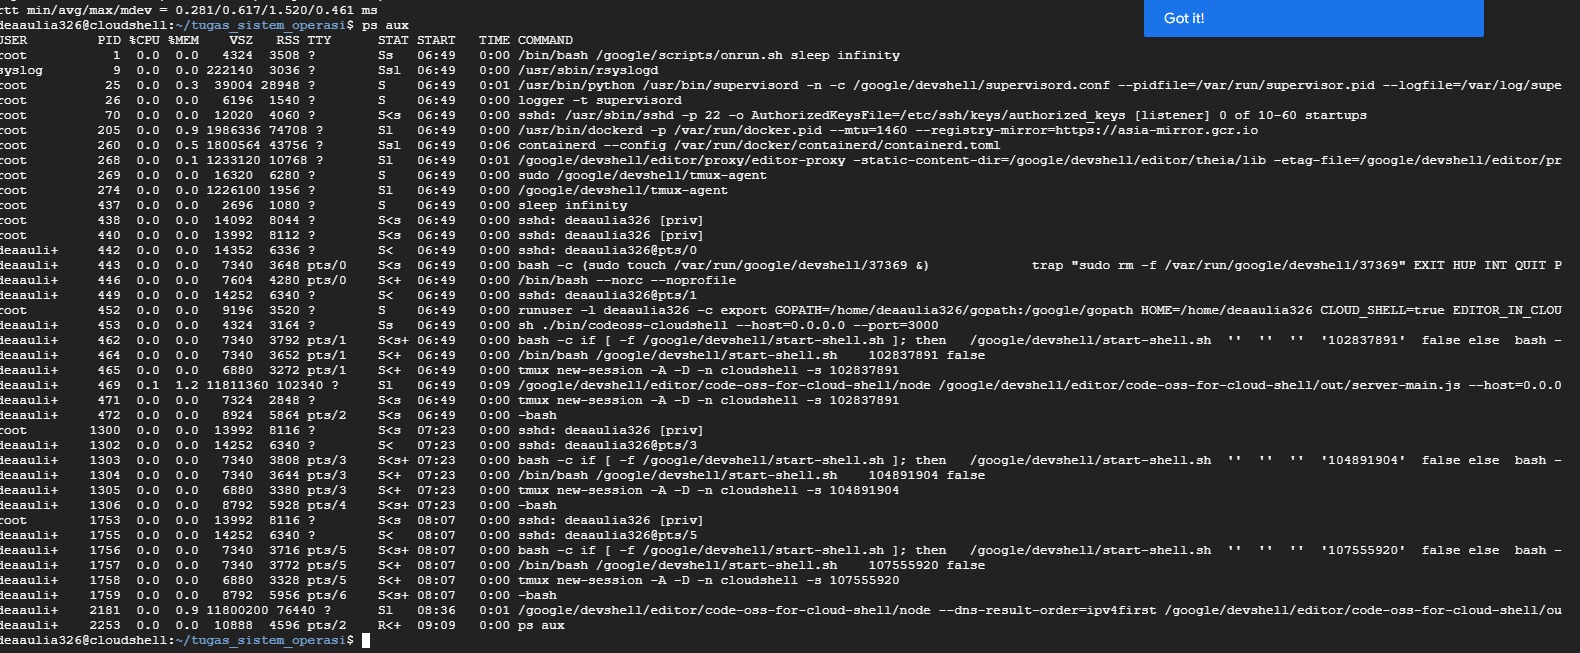 rtt min/avg/max/mdev = 0.281/0.617/1.520/0.461 ms
Got it!
deaaulia326@cloudshell:~/tugas_sistem_operasi$ ps aux
USER PID %CPU %MEM VSZ RSS TTY STAT START TIME COMMAND
root 1 0.0 0.0 4324 3508 ? Ss 06:49 0:00 /bin/bash /google/scripts/onrun.sh sleep infinity
syslog 9 0.0 0.0 222140 3036 ? Ssl 06:49 0:00 /usr/sbin/rsyslogd
root 25 0.0 0.3 39004 28948 ? S 06:49 0:01 /usr/bin/python /usr/bin/supervisord -n -c /google/devshell/supervisord.conf --pidfile=/var/run/supervisor.pid --logfile=/var/log/supe
root 26 0.0 0.0 6196 1540 ? S 06:49 0:00 logger -t supervisord
root 70 0.0 0.0 12020 4060 ? S<s 06:49 0:00 sshd: /usr/sbin/sshd -p 22 -o AuthorizedKeysFile=/etc/ssh/keys/authorized_keys [listener] 0 of 10-60 startups
root 205 0.0 0.9 1986336 74708 ? Sl 06:49 0:00 /usr/bin/dockerd -p /var/run/docker.pid --mtu=1460 --registry-mirror=https://asia-mirror.gcr.io
root 260 0.0 0.5 1800564 43756 ? Ssl 06:49 0:06 containerd --config /var/run/docker/containerd/containerd.toml
root 268 0.0 0.1 1233120 10768 ? Sl 06:49 0:01 /google/devshell/editor/proxy/editor-proxy -static-content-dir=/google/devshell/editor/theia/lib -etag-file=/google/devshell/editor/pr
root 269 0.0 0.0 16320 6280 ? S 06:49 0:00 sudo /google/devshell/tmux-agent
root 274 0.0 0.0 1226100 1956 ? Sl 06:49 0:00 /google/devshell/tmux-agent
root 437 0.0 0.0 2696 1080 ? S 06:49 0:00 sleep infinity
root 438 0.0 0.0 14092 8044 ? S<s 06:49 0:00 sshd: deaaulia326 [priv]
root 440 0.0 0.0 13992 8112 ? S<s 06:49 0:00 sshd: deaaulia326 [priv]
deaauli+ 442 0.0 0.0 14352 6336 ? S< 06:49 0:00 sshd: deaaulia326@pts/0
deaauli+ 443 0.0 0.0 7340 3648 pts/0 S<s 06:49 0:00 bash -c (sudo touch /var/run/google/devshell/37369 &) trap "sudo rm -f /var/run/google/devshell/37369" EXIT HUP INT QUIT P
deaauli+ 446 0.0 0.0 7604 4280 pts/0 S<+ 06:49 0:00 /bin/bash --norc --noprofile
deaauli+ 449 0.0 0.0 14252 6340 ? S< 06:49 0:00 sshd: deaaulia326@pts/1
root 452 0.0 0.0 9196 3520 ? S 06:49 0:00 runuser -l deaaulia326 -c export GOPATH=/home/deaaulia326/gopath:/google/gopath HOME=/home/deaaulia326 CLOUD_SHELL=true EDITOR_IN_CLOU
deaauli+ 453 0.0 0.0 4324 3164 ? Ss 06:49 0:00 sh ./bin/codeoss-cloudshell --host=0.0.0.0 --port=3000
deaauli+ 462 0.0 0.0 7340 3792 pts/1 S<s+ 06:49 0:00 bash -c if [ -f /google/devshell/start-shell.sh ]; then /google/devshell/start-shell.sh '' '' '' '102837891' false else bash -
deaauli+ 464 0.0 0.0 7340 3652 pts/1 S<+ 06:49 0:00 /bin/bash /google/devshell/start-shell.sh 102837891 false
deaauli+ 465 0.0 0.0 6880 3272 pts/1 S<+ 06:49 0:00 tmux new-session -A -D -n cloudshell -s 102837891
deaauli+ 469 0.1 1.2 11811360 102340 ? Sl 06:49 0:09 /google/devshell/editor/code-oss-for-cloud-shell/node /google/devshell/editor/code-oss-for-cloud-shell/out/server-main.js --host=0.0.0
deaauli+ 471 0.0 0.0 7324 2848 ? S<s 06:49 0:00 tmux new-session -A -D -n cloudshell -s 102837891
deaauli+ 472 0.0 0.0 8924 5864 pts/2 S<s 06:49 0:00 -bash
root 1300 0.0 0.0 13992 8116 ? S<s 07:23 0:00 sshd: deaaulia326 [priv]
deaauli+ 1302 0.0 0.0 14252 6340 ? S< 07:23 0:00 sshd: deaaulia326@pts/3
deaauli+ 1303 0.0 0.0 7340 3808 pts/3 S<s+ 07:23 0:00 bash -c if [ -f /google/devshell/start-shell.sh ]; then /google/devshell/start-shell.sh '' '' '' '104891904' false else bash -
deaauli+ 1304 0.0 0.0 7340 3644 pts/3 S<+ 07:23 0:00 /bin/bash /google/devshell/start-shell.sh 104891904 false
deaauli+ 1305 0.0 0.0 6880 3380 pts/3 S<+ 07:23 0:00 tmux new-session -A -D -n cloudshell -s 104891904
deaauli+ 1306 0.0 0.0 8792 5928 pts/4 S<s+ 07:23 0:00 -bash
root 1753 0.0 0.0 13992 8116 ? S<s 08:07 0:00 sshd: deaaulia326 [priv]
deaauli+ 1755 0.0 0.0 14252 6340 ? S< 08:07 0:00 sshd: deaaulia326@pts/5
deaauli+ 1756 0.0 0.0 7340 3716 pts/5 S<s+ 08:07 0:00 bash -c if [ -f /google/devshell/start-shell.sh ]; then /google/devshell/start-shell.sh '' '' '' '107555920' false else bash -
deaauli+ 1757 0.0 0.0 7340 3772 pts/5 S<+ 08:07 0:00 /bin/bash /google/devshell/start-shell.sh 107555920 false
deaauli+ 1758 0.0 0.0 6880 3328 pts/5 S<+ 08:07 0:00 tmux new-session -A -D -n cloudshell -s 107555920
deaauli+ 1759 0.0 0.0 8792 5956 pts/6 S<s+ 08:07 0:00 -bash
deaauli+ 2181 0.0 0.9 11800200 76440 ? Sl 08:36 0:01 /google/devshell/editor/code-oss-for-cloud-shell/node --dns-result-order=ipv4first /google/devshell/editor/code-oss-for-cloud-shell/ou
deaauli+ 2253 0.0 0.0 10888 4596 pts/2 R<+ 09:09 0:00 ps aux
deaaulia326@cloudshell:~/tugas_sistem_operasi$